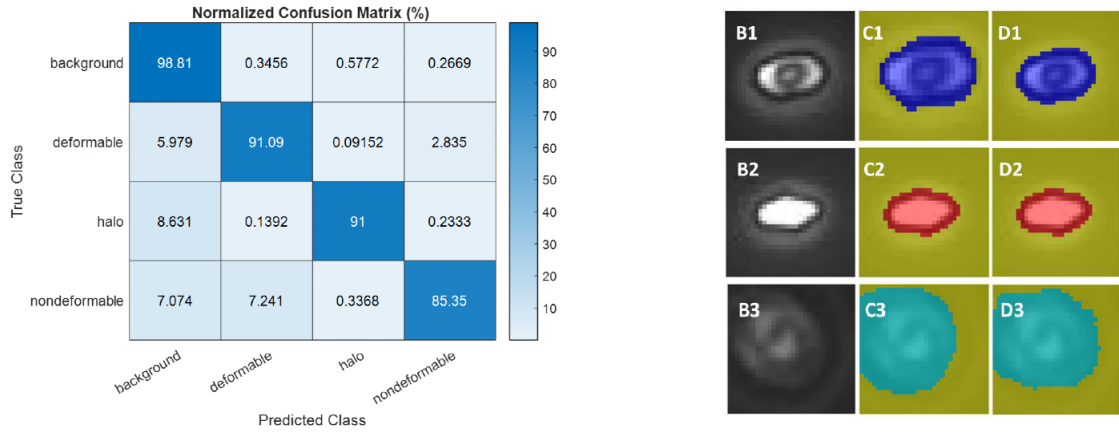 Normalized Confusion Matrix (%)
True Class
background
98.81 0.3456 0.5772 0.2669
deformable
5.979 91.09 0.09152 2.835
halo
8.631 0.1392 91 0.2333
nondeformable
7.074 7.241 0.3368 85.35
background deformable halo nondeformable
Predicted Class
90
80
70
60
50
40
30
20
10
B1 C1 D1
B2 C2 D2
B3 C3 D3